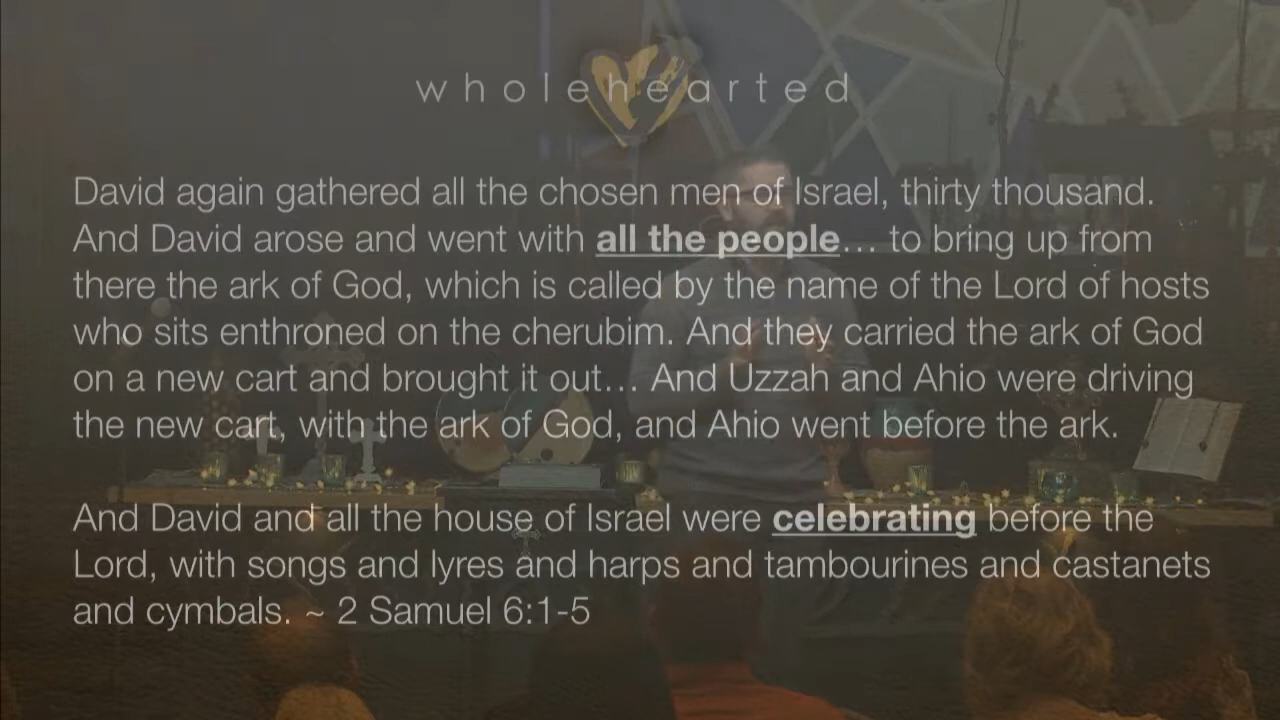 wholehearted
David again gathered all the chosen men of Israel, thirty thousand.
And David arose and went with all the people… to bring up from
there the ark of God, which is called by the name of the Lord of hosts
who sits enthroned on the cherubim. And they carried the ark of God
on a new cart and brought it out… And Uzzah and Ahio were driving
the new cart, with the ark of God, and Ahio went before the ark.
And David and all the house of Israel were celebrating before the
Lord, with songs and lyres and harps and tambourines and castanets
and cymbals. ~ 2 Samuel 6:1-5